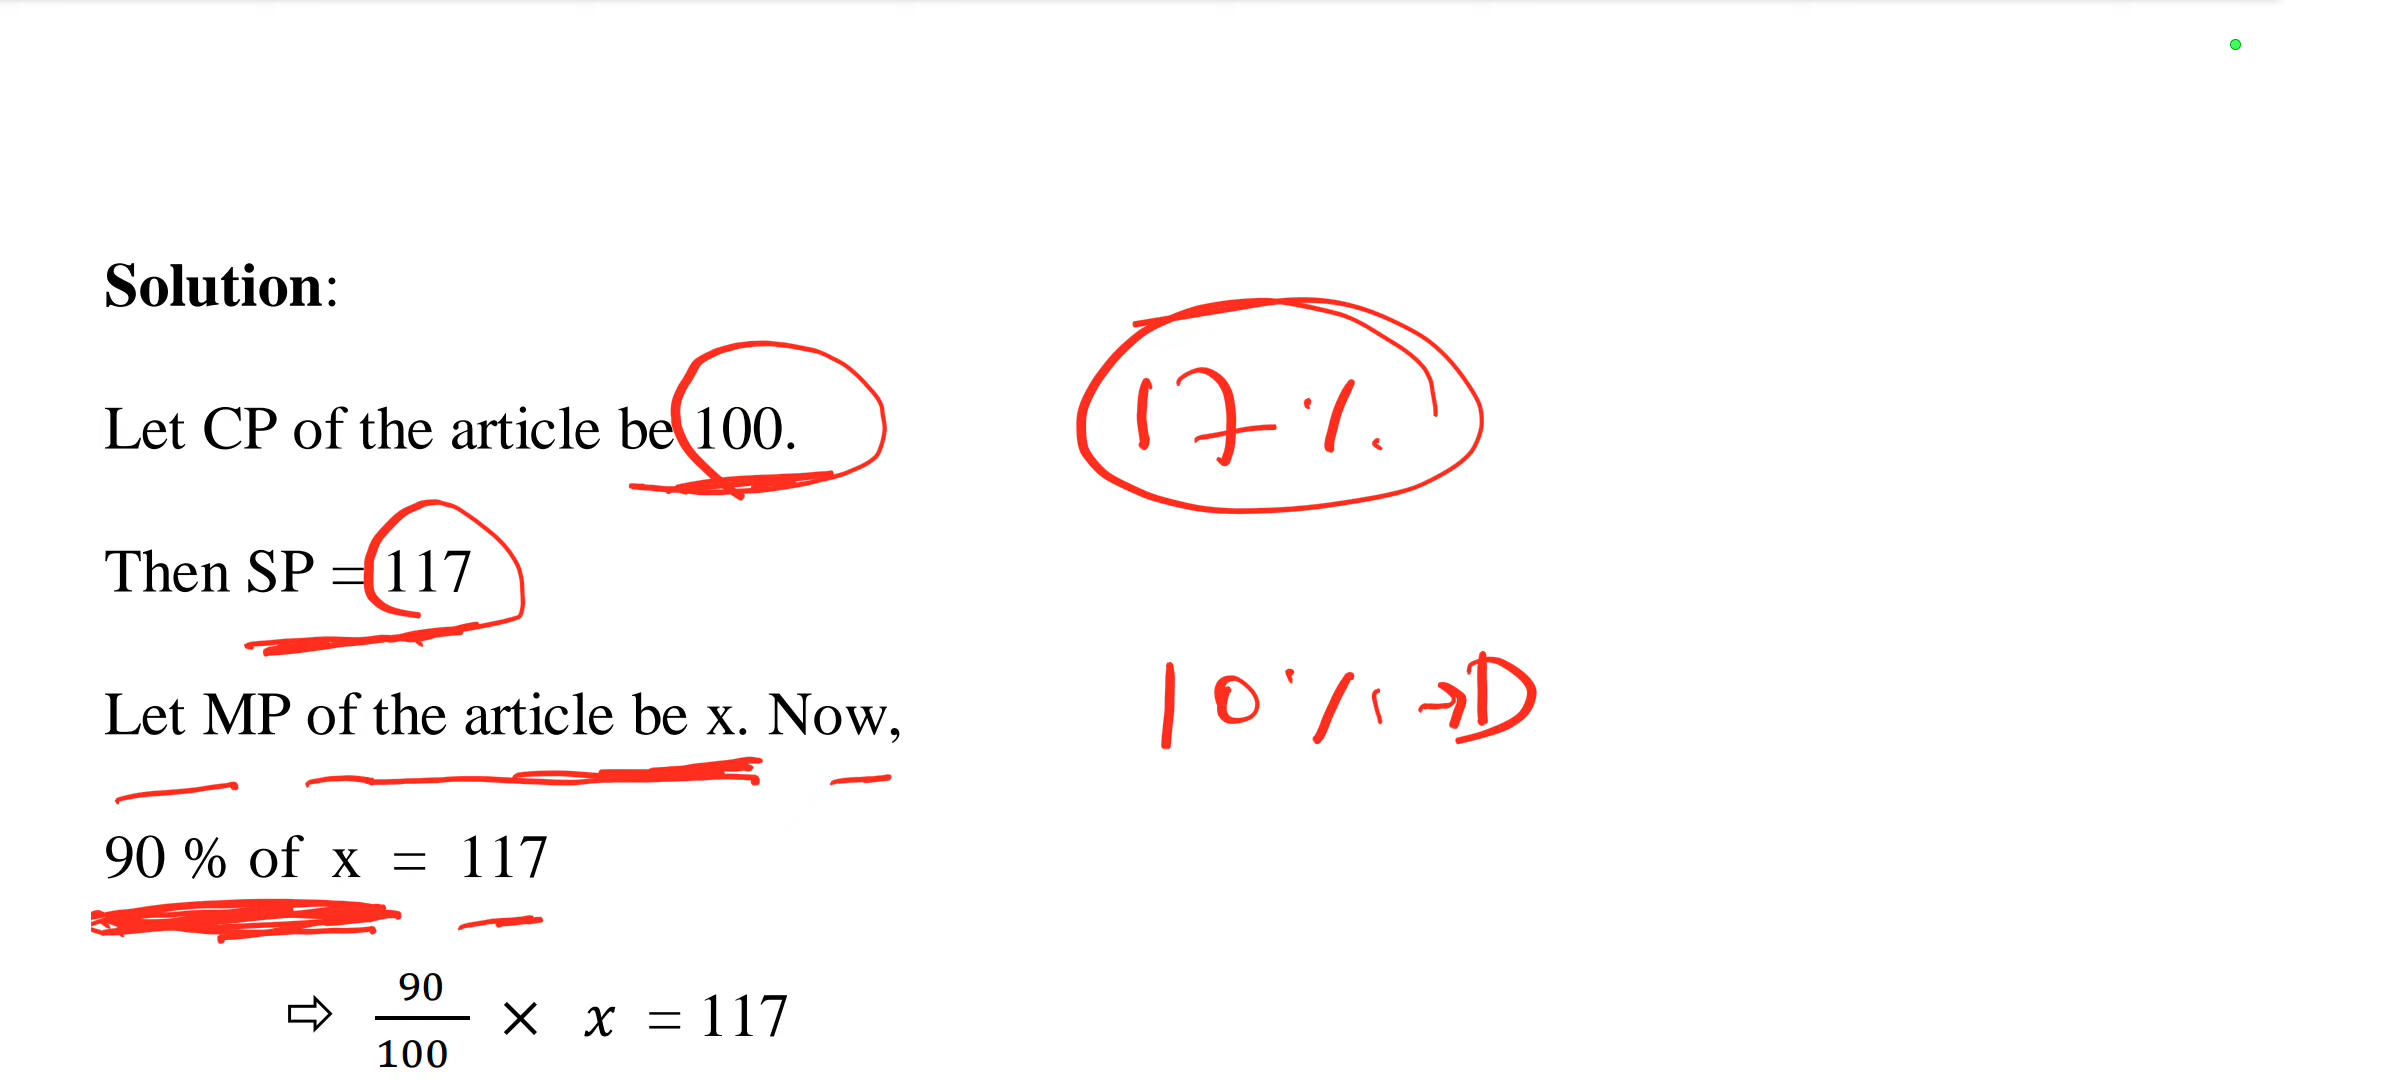 Solution:
Let CP of the article be 100.
17%
Then SP = 117
Let MP of the article be x. Now,
10% → D
90 % of x = 117
⇨ 90/100 × x = 117